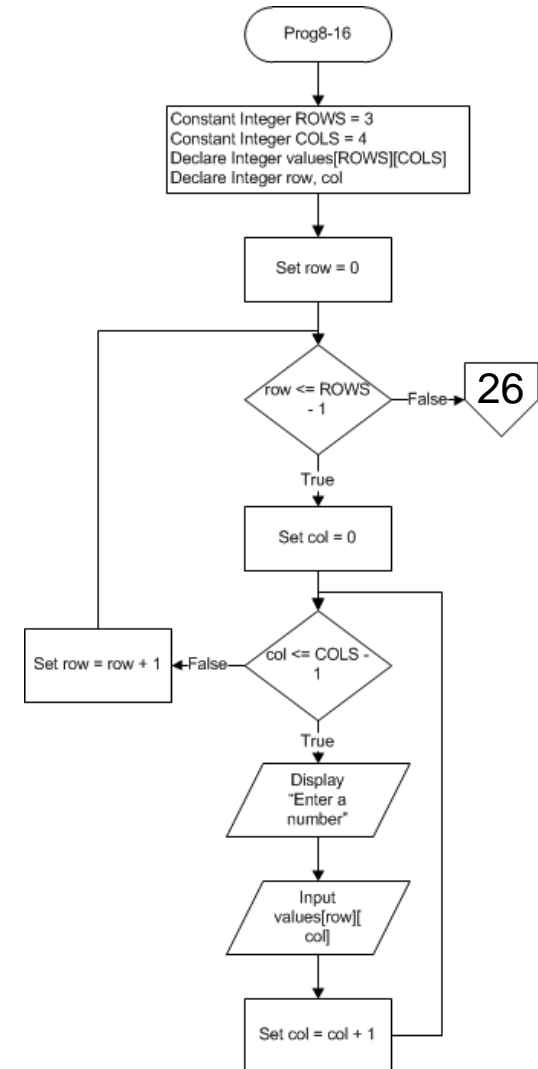 Prog8-16
Constant Integer ROWS = 3
Constant Integer COLS = 4
Declare Integer values[ROWS][COLS]
Declare Integer row, col
Set row = 0
row <= ROWS
- 1
False
26
True
Set col = 0
col <= COLS -
1
False
Set row = row + 1
True
Display
“Enter a
number”
Input
values[row][
col]
Set col = col + 1